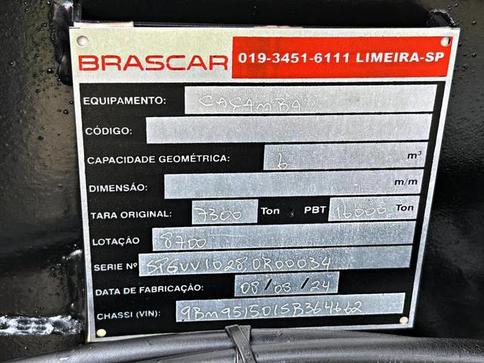 BRASCAR 019-3451-6111 LIMEIRA-SP
EQUIPAMENTO: CAÇAMBA
CÓDIGO:
CAPACIDADE GEOMÉTRICA: 6 m³
DIMENSÃO: m/m
TARA ORIGINAL: 7300 Ton PBT 16000 Ton
LOTAÇÃO 8700
SERIE Nº
DATA DE FABRICAÇÃO: 08/03/24
CHASSI (VIN):